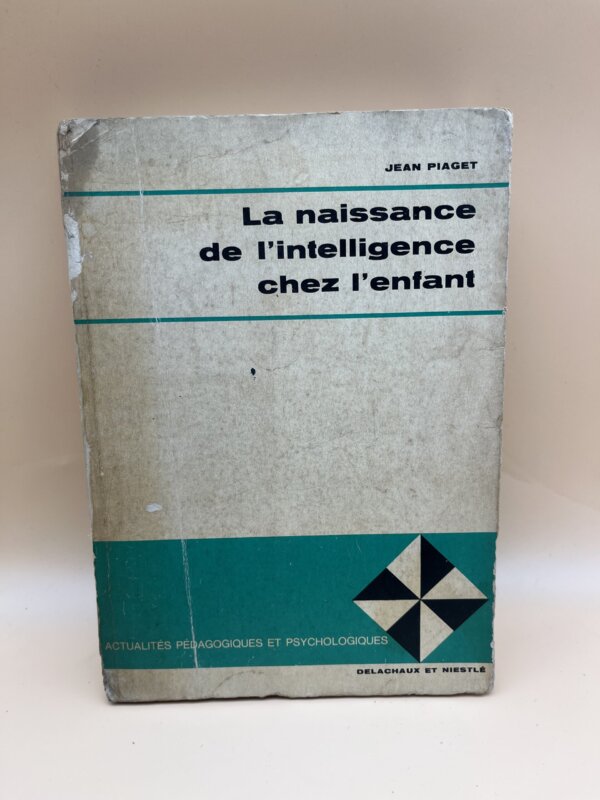 JEAN PIAGET
La naissance
de l'intelligence
chez l'enfant
ACTUALITÉS PÉDAGOGIQUES ET PSYCHOLOGIQUES
DELACHAUX ET NIESTLÉ